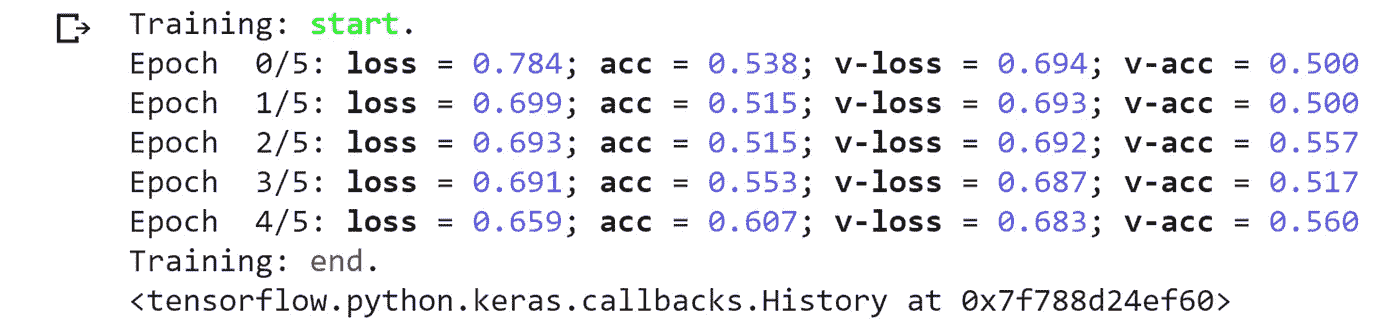 Training: start.
Epoch  0/5: loss = 0.784; acc = 0.538; v-loss = 0.694; v-acc = 0.500
Epoch  1/5: loss = 0.699; acc = 0.515; v-loss = 0.693; v-acc = 0.500
Epoch  2/5: loss = 0.693; acc = 0.515; v-loss = 0.692; v-acc = 0.557
Epoch  3/5: loss = 0.691; acc = 0.553; v-loss = 0.687; v-acc = 0.517
Epoch  4/5: loss = 0.659; acc = 0.607; v-loss = 0.683; v-acc = 0.560
Training: end.
<tensorflow.python.keras.callbacks.History at 0x7f788d24ef60>